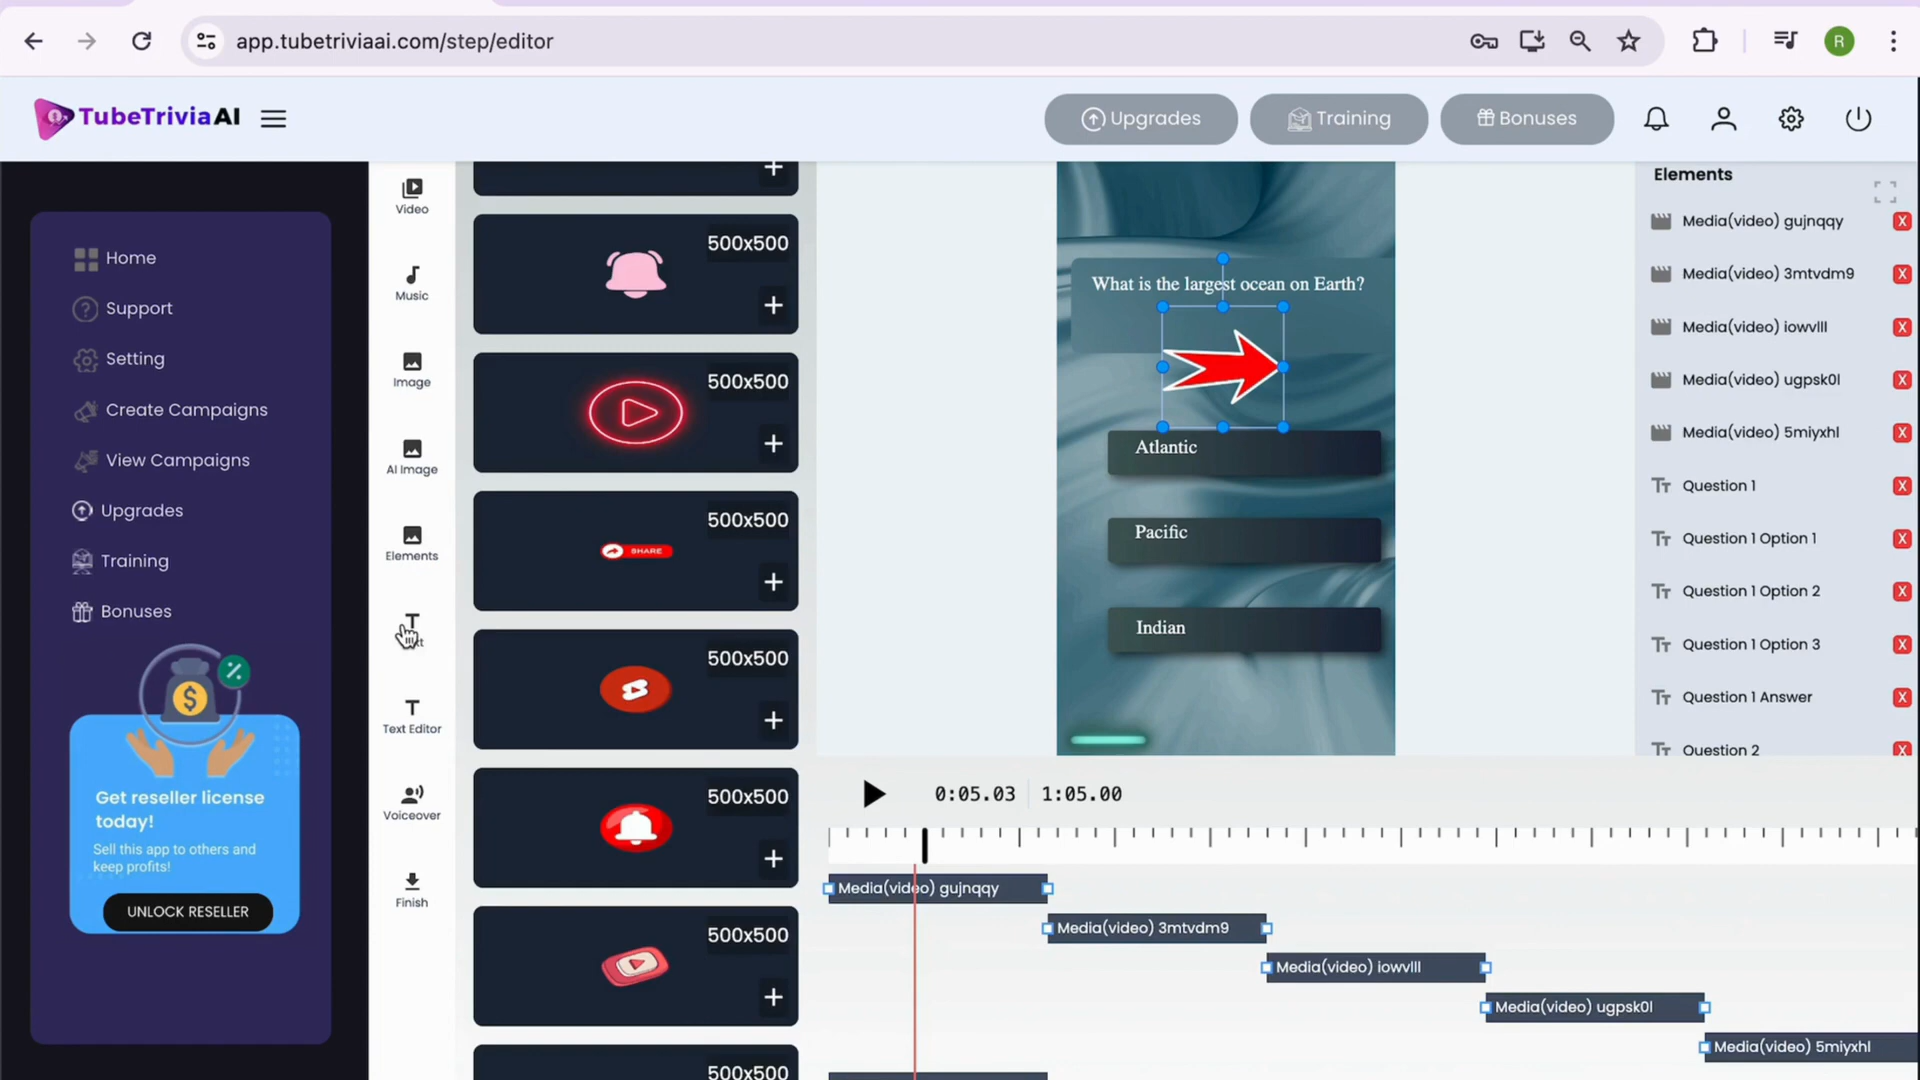 app.tubetriviaai.com/step/editor
R
TubeTriviaAI
Upgrades
Training
Bonuses
Home
Support
Setting
Create Campaigns
View Campaigns
Upgrades
Training
Bonuses
Get reseller license
today!
Sell this app to others and
keep profits!
UNLOCK RESELLER
Video
Music
Image
AI Image
Elements
Text Editor
Voiceover
Finish
500x500
500x500
SHARE
500x500
500x500
500x500
500x500
500x500
What is the largest ocean on Earth?
Atlantic
Pacific
Indian
Elements
Media(video) gujnqqy
X
Media(video) 3mtvdm9
X
Media(video) iowvlll
X
Media(video) ugpsk0l
X
Media(video) 5miyxhl
X
Question 1
X
Question 1 Option 1
X
Question 1 Option 2
X
Question 1 Option 3
X
Question 1 Answer
X
Question 2
X
0:05.03
1:05.00
Media(video) gujnqqy
Media(video) 3mtvdm9
Media(video) iowvlll
Media(video) ugpsk0l
Media(video) 5miyxhl